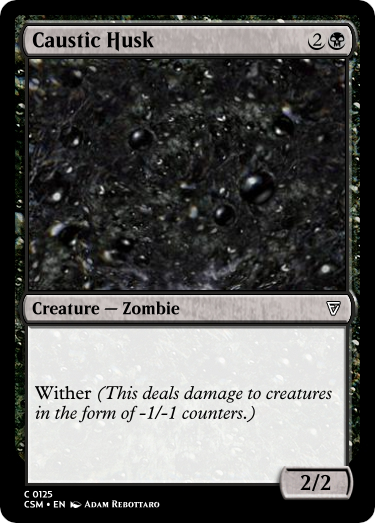 Caustic Husk 2
Creature — Zombie
Wither (This deals damage to creatures
in the form of -1/-1 counters.)
2/2
C 0125
CSM • EN Adam Rebottaro